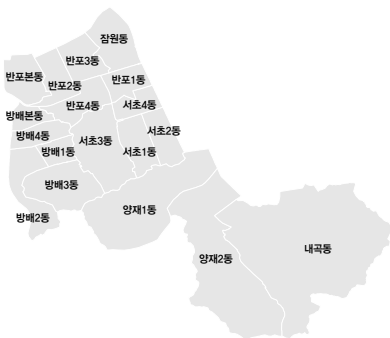 잠원동
반포3동
반포본동
반포2동
반포1동
방배본동
반포4동
서초4동
방배4동
서초3동
서초2동
방배1동
서초1동
방배3동
방배2동
양재1동
양재2동
내곡동